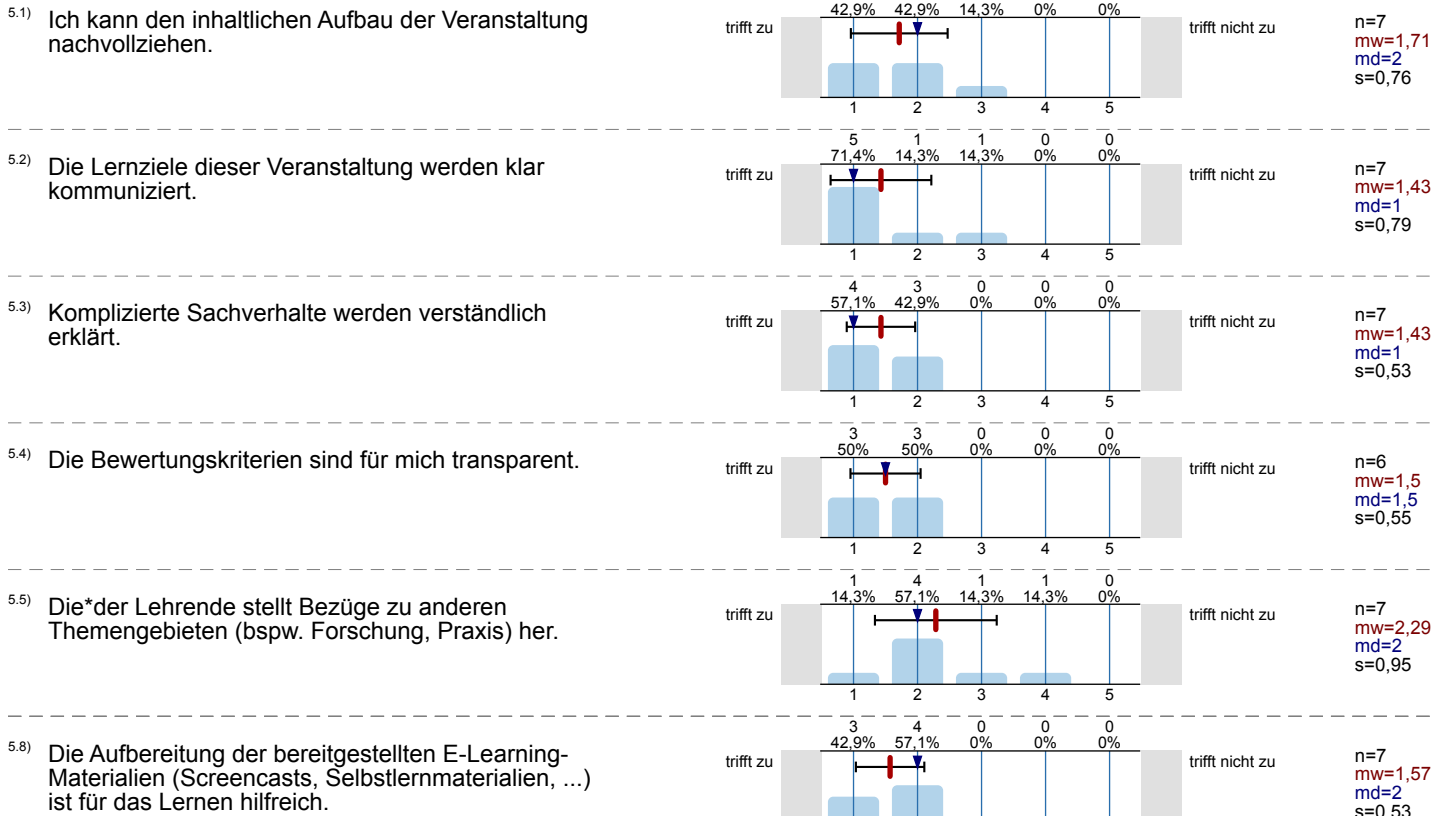 5.1) Ich kann den inhaltlichen Aufbau der Veranstaltung
nachvollziehen.
42,9% 42,9% 14,3% 0% 0%
trifft zu trifft nicht zu
1 2 3 4 5
n=7
mw=1,71
md=2
s=0,76
5.2) Die Lernziele dieser Veranstaltung werden klar
kommuniziert.
5 1 1 0 0
71,4% 14,3% 14,3% 0% 0%
trifft zu trifft nicht zu
1 2 3 4 5
n=7
mw=1,43
md=1
s=0,79
5.3) Komplizierte Sachverhalte werden verständlich
erklärt.
4 3 0 0 0
57,1% 42,9% 0% 0% 0%
trifft zu trifft nicht zu
1 2 3 4 5
n=7
mw=1,43
md=1
s=0,53
5.4) Die Bewertungskriterien sind für mich transparent.
3 3 0 0 0
50% 50% 0% 0% 0%
trifft zu trifft nicht zu
1 2 3 4 5
n=6
mw=1,5
md=1,5
s=0,55
5.5) Die*der Lehrende stellt Bezüge zu anderen
Themengebieten (bspw. Forschung, Praxis) her.
1 4 1 1 0
14,3% 57,1% 14,3% 14,3% 0%
trifft zu trifft nicht zu
1 2 3 4 5
n=7
mw=2,29
md=2
s=0,95
5.8) Die Aufbereitung der bereitgestellten E-Learning-
Materialien (Screencasts, Selbstlernmaterialien, ...)
ist für das Lernen hilfreich.
3 4 0 0 0
42,9% 57,1% 0% 0% 0%
trifft zu trifft nicht zu
n=7
mw=1,57
md=2
s=0,53